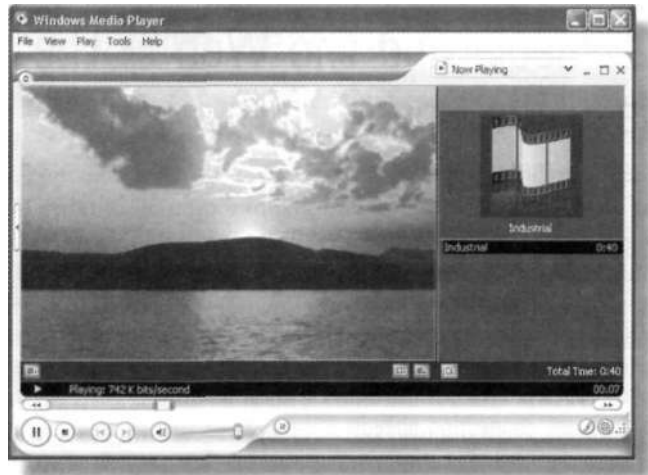 Windows Media Player
File View Play Tools Help
Now Playing
Industrial
Industrial 0:40
Total Time: 0:40
Playing: 742 K bits/second 00:07